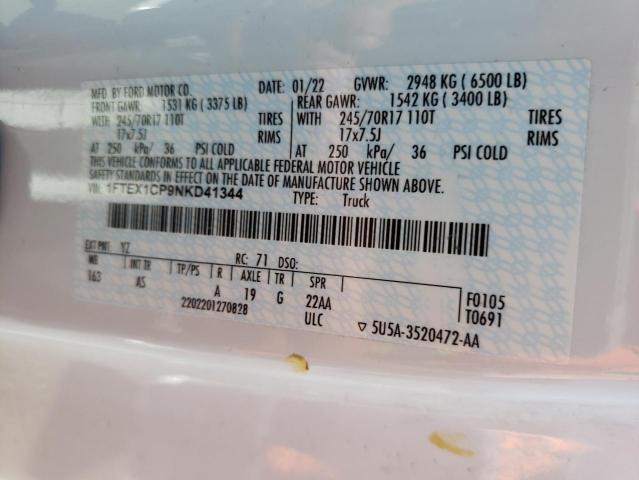 MFD. BY FORD MOTOR CO. DATE: 01/22 GVWR: 2948 KG ( 6500 LB)
FRONT GAWR: 1531 KG ( 3375 LB) REAR GAWR: 1542 KG ( 3400 LB)
WITH 245/70R17 110T TIRES WITH 245/70R17 110T TIRES
17x7.5J RIMS 17x7.5J RIMS
AT 250 kPa/ 36 PSI COLD AT 250 kPa/ 36 PSI COLD
THIS VEHICLE CONFORMS TO ALL APPLICABLE FEDERAL MOTOR VEHICLE
SAFETY STANDARDS IN EFFECT ON THE DATE OF MANUFACTURE SHOWN ABOVE.
VIN: 1FTEX1CP9NKD41344 TYPE: Truck
EXT PNT: YZ RC: 71 DSO:
WB INT TR TP/PS R AXLE TR SPR
163 AS A 19 G 22AA F0105
2202201270828 ULC T0691
5U5A-3520472-AA